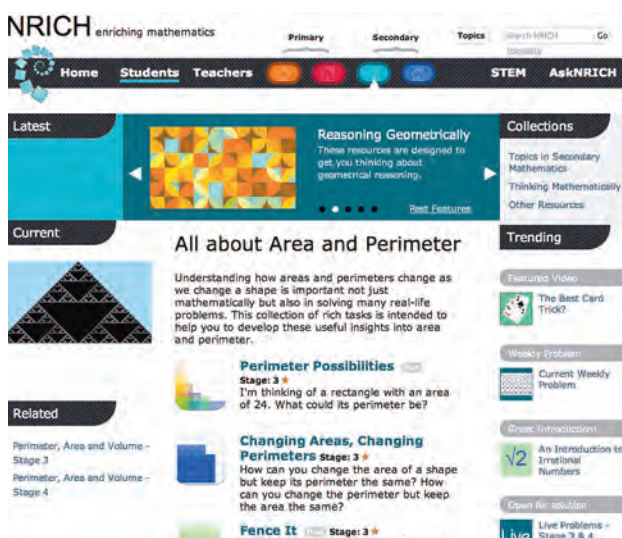 NRICH enriching mathematics
Primary
Secondary
Topics
Search NRICH
Go
Home
Students
Teachers
STEM
AskNRICH
Latest
Reasoning Geometrically
These resources are designed to
get you thinking about
geometrical reasoning.
Past Features
Collections
Topics in Secondary
Mathematics
Thinking Mathematically
Other Resources
Current
All about Area and Perimeter
Understanding how areas and perimeters change as
we change a shape is important not just
mathematically but also in solving many real-life
problems. This collection of rich tasks is intended to
help you to develop these useful insights into area
and perimeter.
Perimeter Possibilities
Stage: 3
I'm thinking of a rectangle with an area
of 24. What could its perimeter be?
Changing Areas, Changing
Perimeters Stage: 3
How can you change the area of a shape
but keep its perimeter the same? How
can you change the perimeter but keep
the area the same?
Fence It Stage: 3
Related
Perimeter, Area and Volume -
Stage 3
Perimeter, Area and Volume -
Stage 4
Trending
Featured Video
The Best Card
Trick?
Weekly Problem
Current Weekly
Problem
Great Introduction!
√2
An Introduction to
Irrational
Numbers
Open for solution
Live
Live Problems -
Stage 3 & 4